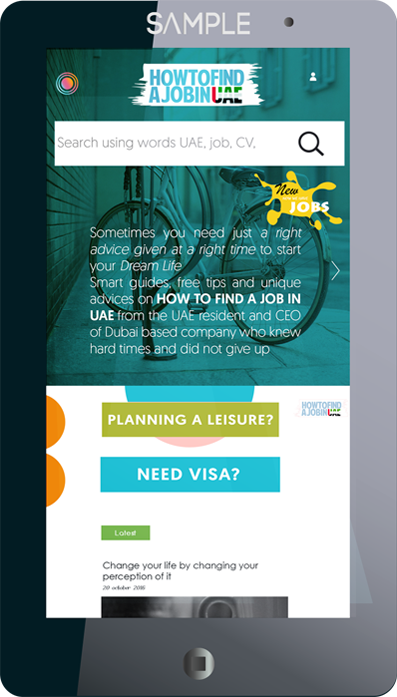 SAMPLE
HOWTOFIND
AJOBINUAE
Search using words UAE, job, CV,
New
JOBS
Sometimes you need just a right
advice given at a right time to start
your Dream Life
Smart guides, free tips and unique
advices on HOW TO FIND A JOB IN
UAE from the UAE resident and CEO
of Dubai based company who knew
hard times and did not give up
PLANNING A LEISURE?
HOWTOFIND
AJOBINUAE
NEED VISA?
Latest
Change your life by changing your
perception of it
20 october 2016